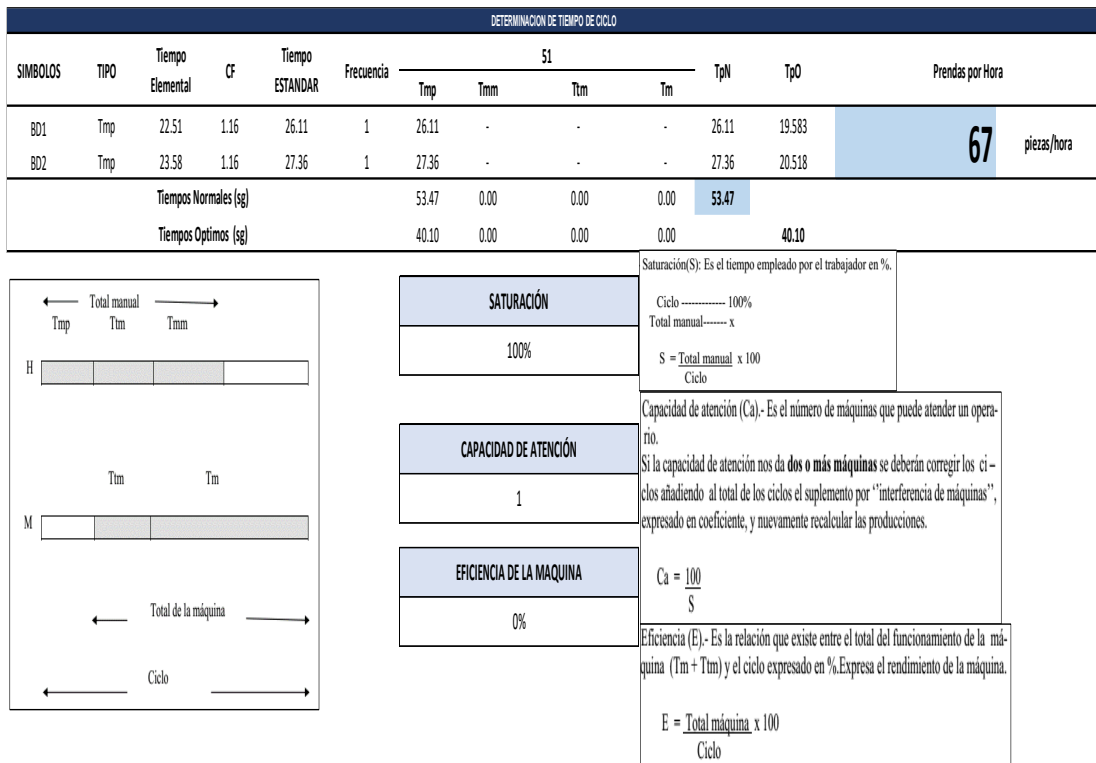 DETERMINACION DE TIEMPO DE CICLO
SIMBOLOS TIPO Tiempo Elemental CF Tiempo ESTANDAR Frecuencia 51 TpN TpO Prendas por Hora
Tmp Tmm Ttm Tm
BD1 Tmp 22.51 1.16 26.11 1 26.11 - - - 26.11 19.583
67 piezas/hora
BD2 Tmp 23.58 1.16 27.36 1 27.36 - - - 27.36 20.518
Tiempos Normales (sg) 53.47 0.00 0.00 0.00 53.47
Tiempos Optimos (sg) 40.10 0.00 0.00 0.00 40.10
Total manual
Tmp Ttm Tmm
H
Ttm Tm
M
Total de la máquina
Ciclo
SATURACIÓN
100%
CAPACIDAD DE ATENCIÓN
1
EFICIENCIA DE LA MAQUINA
0%
Saturación(S): Es el tiempo empleado por el trabajador en %.
Ciclo ------------- 100%
Total manual------- x
S = Total manual x 100
Ciclo
Capacidad de atención (Ca).- Es el número de máquinas que puede atender un opera-
rio.
Si la capacidad de atención nos da dos o más máquinas se deberán corregir los ci –
clos añadiendo al total de los ciclos el suplemento por ‘’interferencia de máquinas’’,
expresado en coeficiente, y nuevamente recalcular las producciones.
Ca = 100
S
Eficiencia (E).- Es la relación que existe entre el total del funcionamiento de la má-
quina (Tm + Ttm) y el ciclo expresado en %.Expresa el rendimiento de la máquina.
E = Total máquina x 100
Ciclo